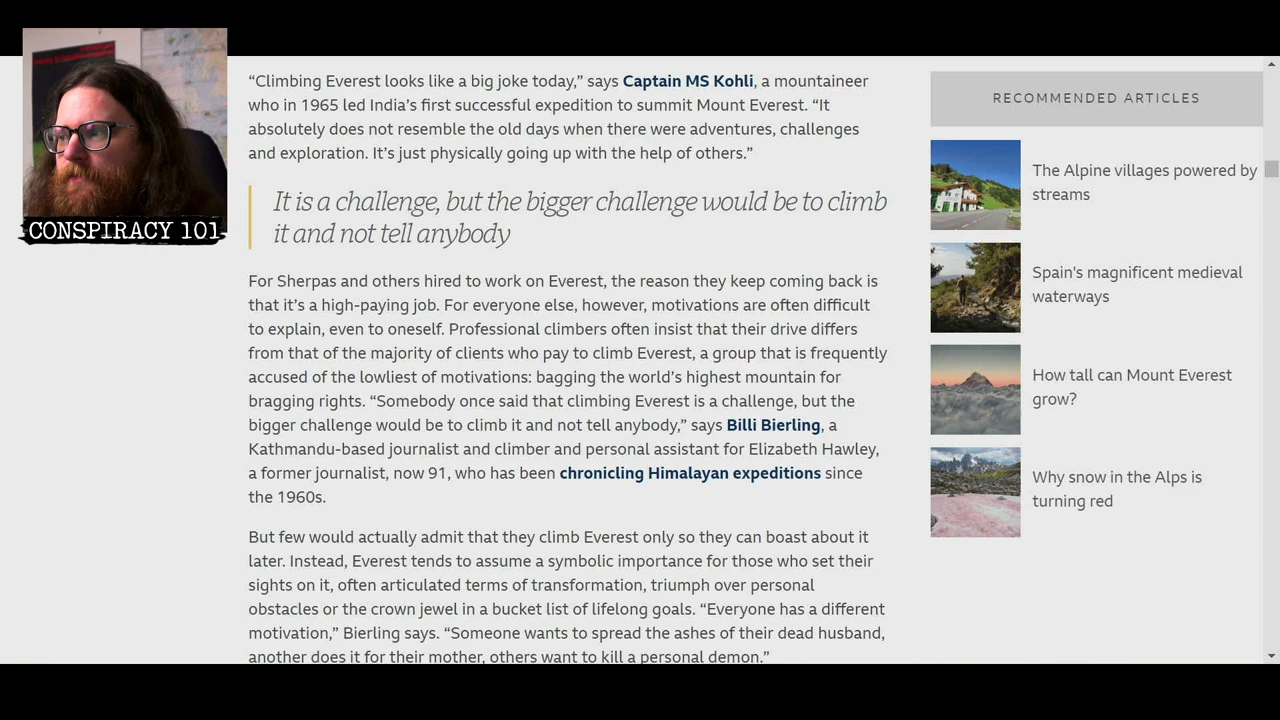 “Climbing Everest looks like a big joke today,” says Captain MS Kohli, a mountaineer
who in 1965 led India’s first successful expedition to summit Mount Everest. “It
absolutely does not resemble the old days when there were adventures, challenges
and exploration. It’s just physically going up with the help of others.”
It is a challenge, but the bigger challenge would be to climb
it and not tell anybody
For Sherpas and others hired to work on Everest, the reason they keep coming back is
that it’s a high-paying job. For everyone else, however, motivations are often difficult
to explain, even to oneself. Professional climbers often insist that their drive differs
from that of the majority of clients who pay to climb Everest, a group that is frequently
accused of the lowliest of motivations: bagging the world’s highest mountain for
bragging rights. “Somebody once said that climbing Everest is a challenge, but the
bigger challenge would be to climb it and not tell anybody,” says Billi Bierling, a
Kathmandu-based journalist and climber and personal assistant for Elizabeth Hawley,
a former journalist, now 91, who has been chronicling Himalayan expeditions since
the 1960s.
But few would actually admit that they climb Everest only so they can boast about it
later. Instead, Everest tends to assume a symbolic importance for those who set their
sights on it, often articulated terms of transformation, triumph over personal
obstacles or the crown jewel in a bucket list of lifelong goals. “Everyone has a different
motivation,” Bierling says. “Someone wants to spread the ashes of their dead husband,
another does it for their mother, others want to kill a personal demon.”
RECOMMENDED ARTICLES
The Alpine villages powered by
streams
Spain's magnificent medieval
waterways
How tall can Mount Everest
grow?
Why snow in the Alps is
turning red
CONSPIRACY 101